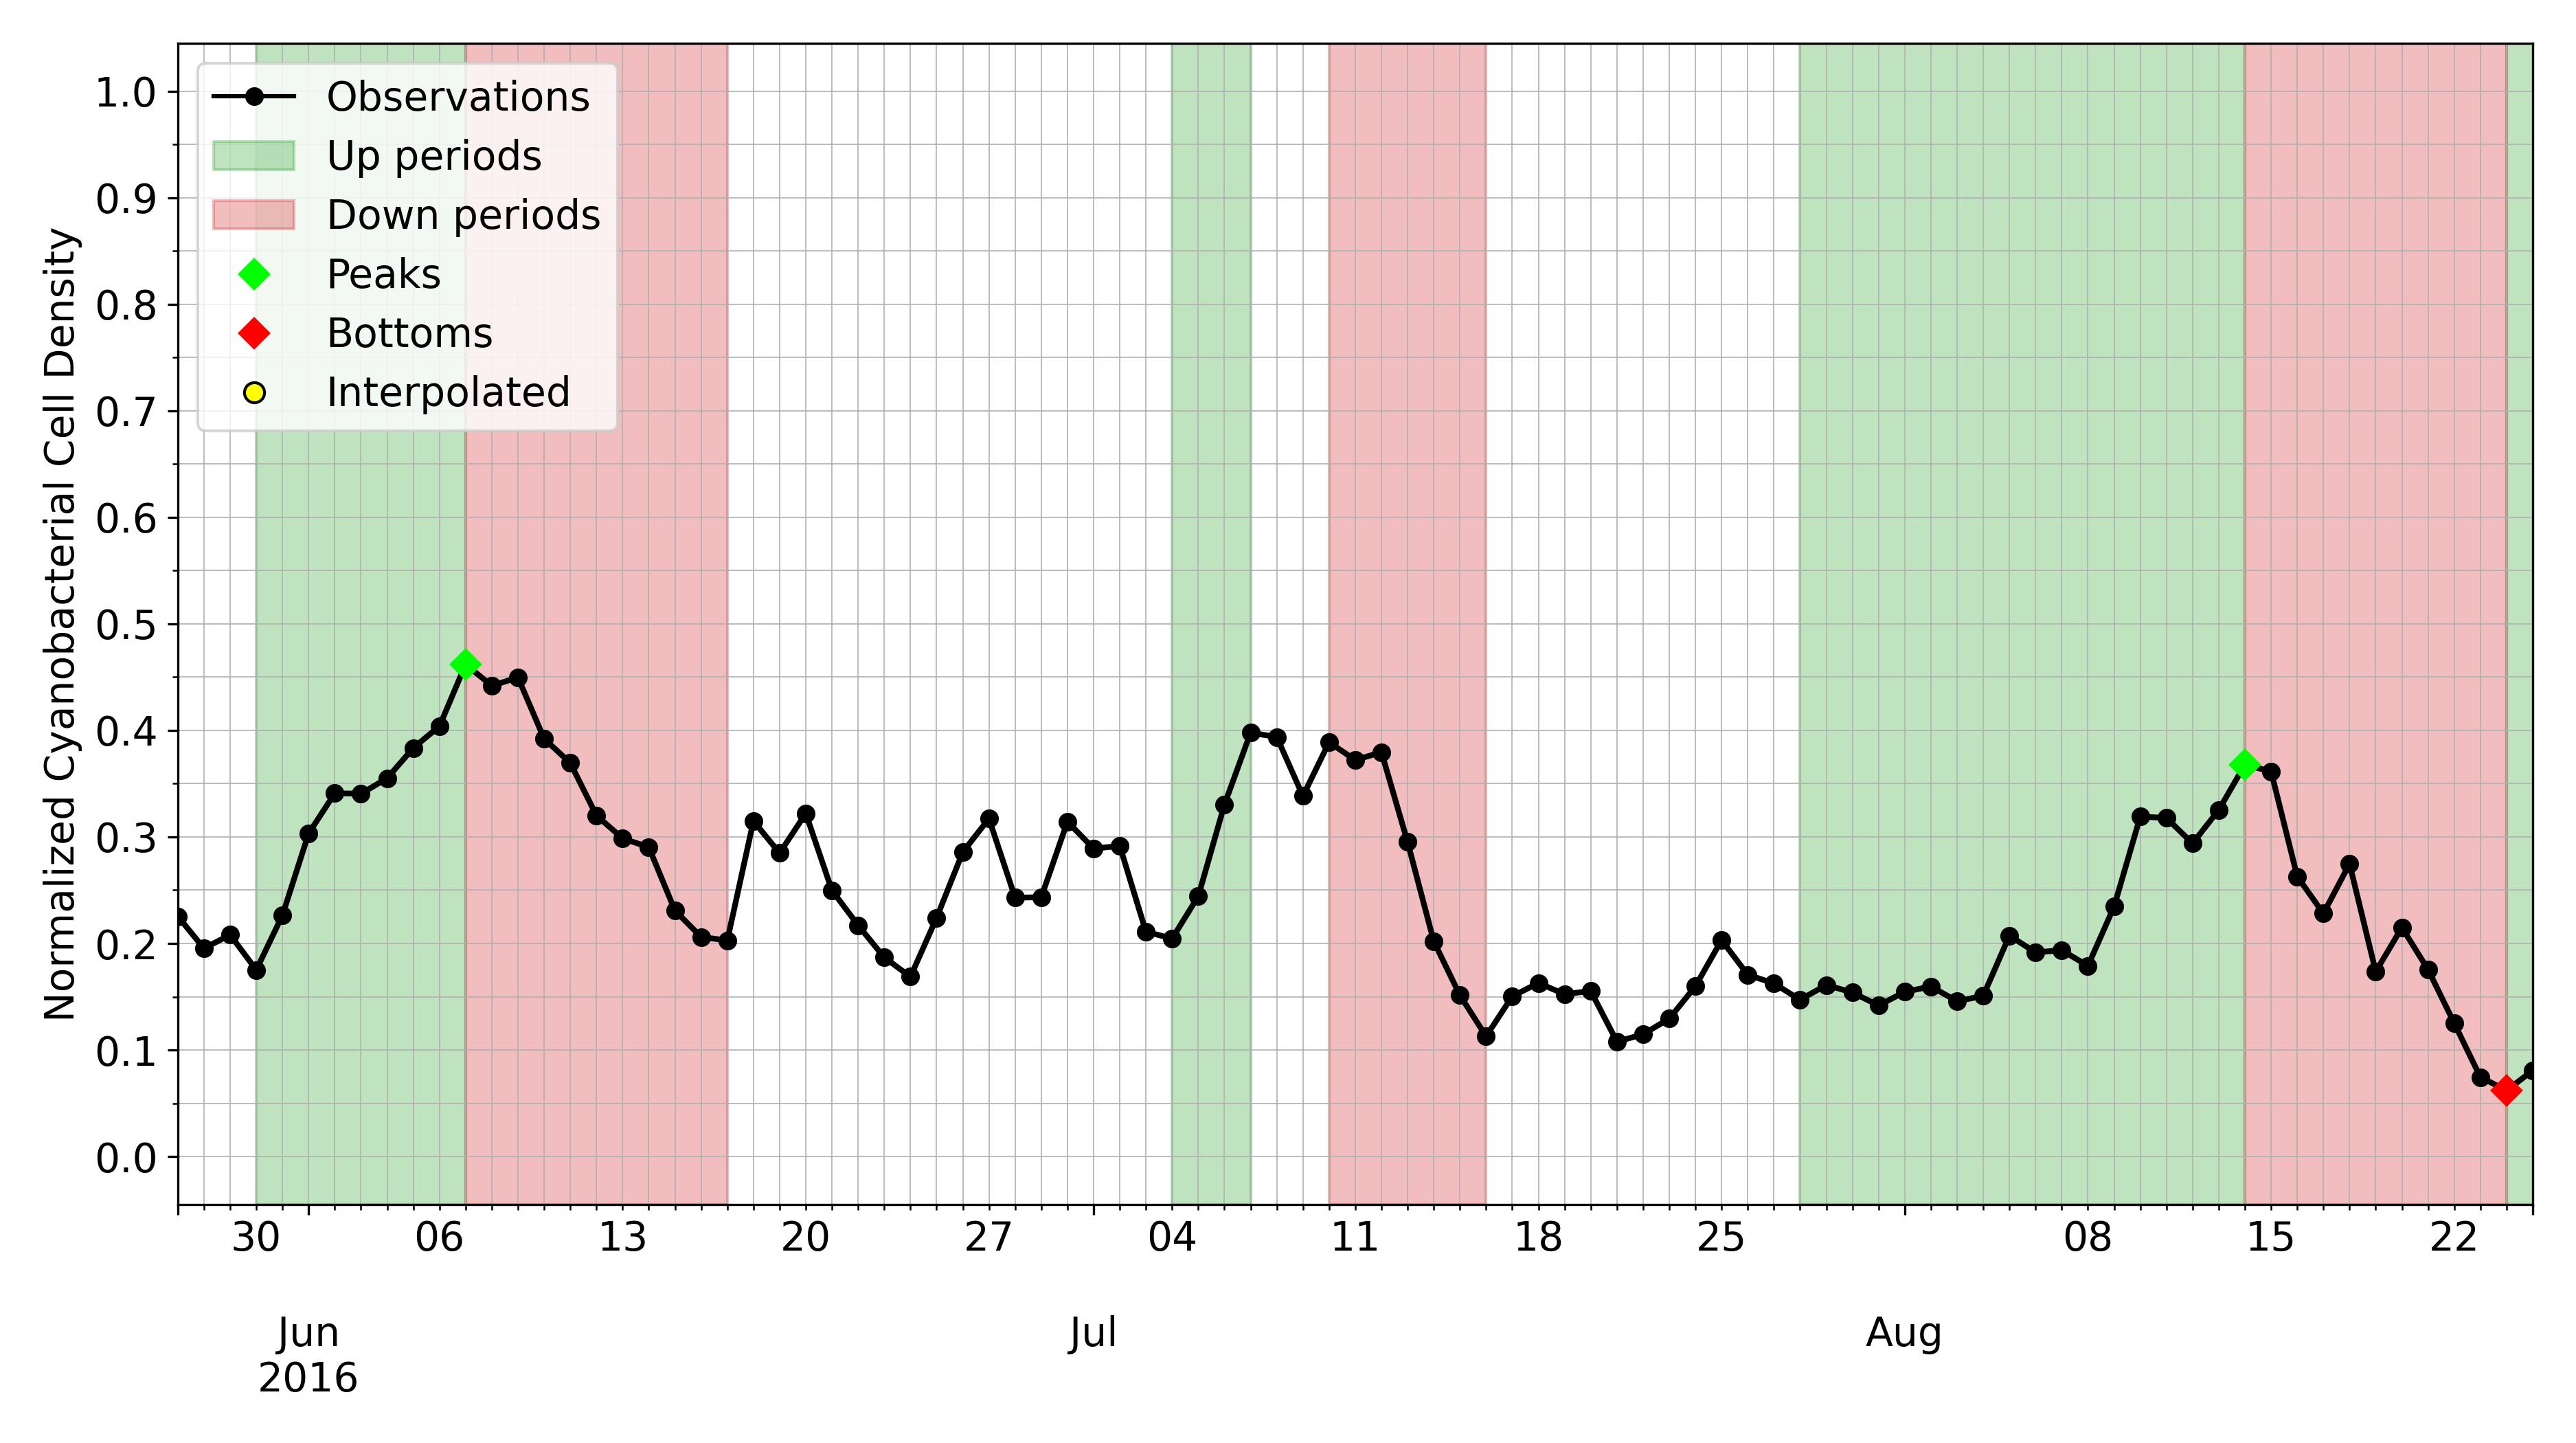 Normalized Cyanobacterial Cell Density
1.0
0.9
0.8
0.7
0.6
0.5
0.4
0.3
0.2
0.1
0.0
Observations
Up periods
Down periods
Peaks
Bottoms
Interpolated
30 06 13 20 27 04 11 18 25 08 15 22
Jun Jul Aug
2016